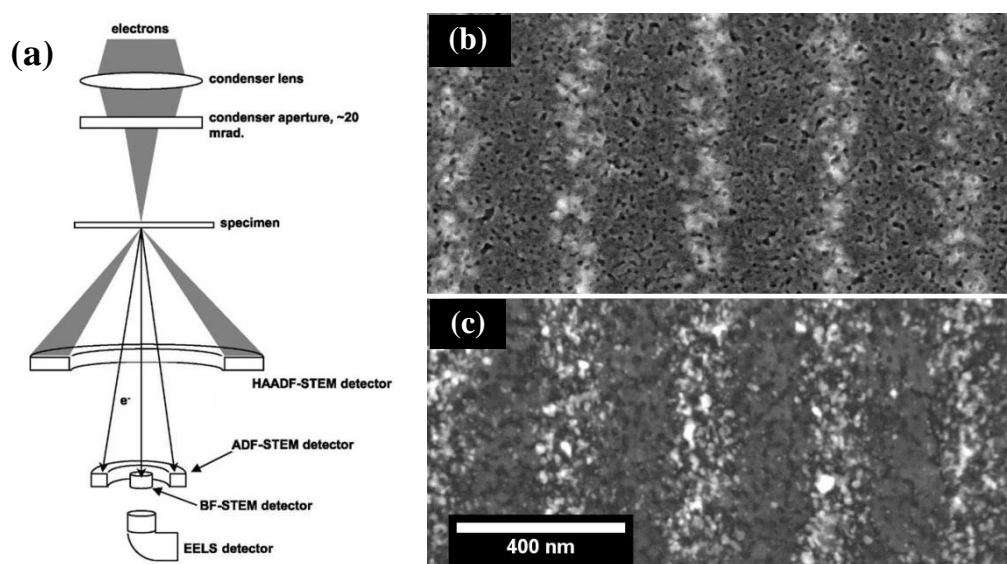 (a)
electrons
condenser lens
condenser aperture, ~20
mrad.
specimen
HAADF-STEM detector
e-
ADF-STEM detector
BF-STEM detector
EELS detector
(b)
(c)
400 nm